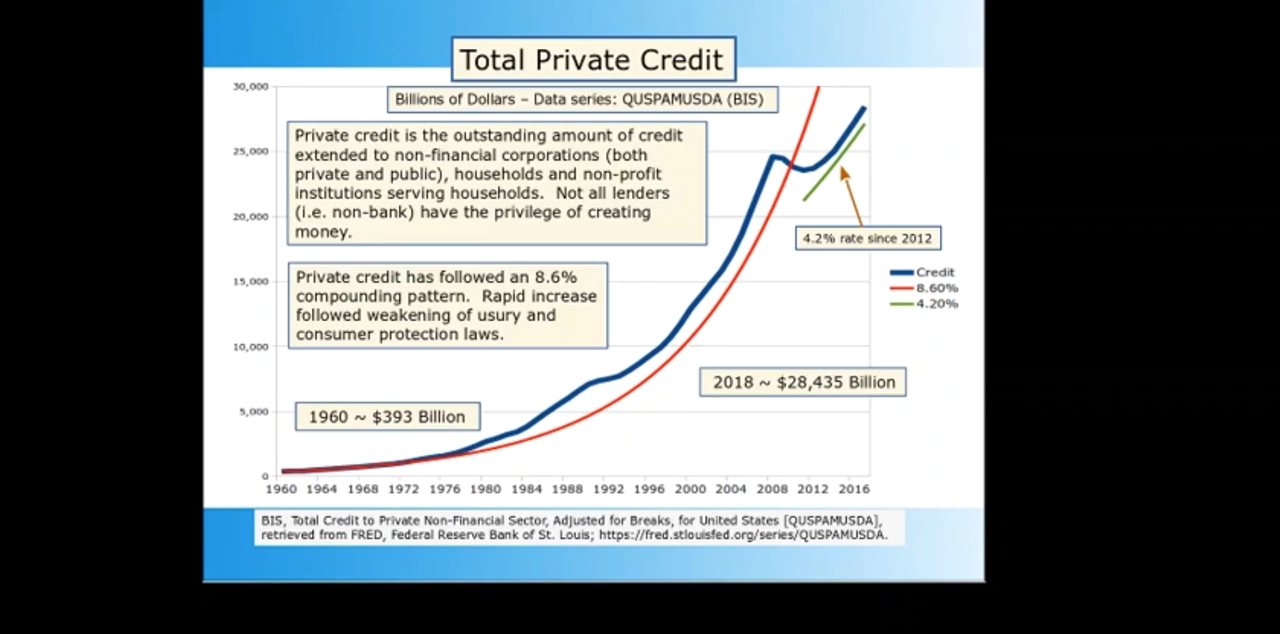 Total Private Credit
Billions of Dollars – Data series: QUSPAMUSDA (BIS)
Private credit is the outstanding amount of credit
extended to non-financial corporations (both
private and public), households and non-profit
institutions serving households.  Not all lenders
(i.e. non-bank) have the privilege of creating
money.
Private credit has followed an 8.6%
compounding pattern.  Rapid increase
followed weakening of usury and
consumer protection laws.
1960 ~ $393 Billion
4.2% rate since 2012
2018 ~ $28,435 Billion
Credit
8.60%
4.20%
30,000
25,000
20,000
15,000
10,000
5,000
0
1960 1964 1968 1972 1976 1980 1984 1988 1992 1996 2000 2004 2008 2012 2016
BIS, Total Credit to Private Non-Financial Sector, Adjusted for Breaks, for United States [QUSPAMUSDA],
retrieved from FRED, Federal Reserve Bank of St. Louis; https://fred.stlouisfed.org/series/QUSPAMUSDA.